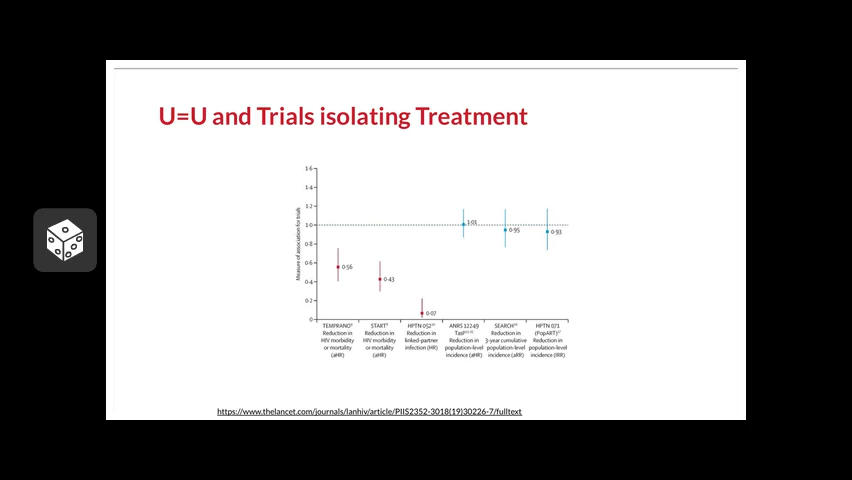 U=U and Trials isolating Treatment
Measure of association for trials
1·6
1·4
1·2
1·0
0·8
0·6
0·4
0·2
0
0·56
0·43
0·07
1·01
0·95
0·93
TEMPRANO
Reduction in
HIV morbidity
or mortality
(aHR)
START
Reduction in
HIV morbidity
or mortality
(aHR)
HPTN 052
Reduction in
linked-partner
infection (HR)
ANRS 12249
TasP
Reduction in
population-level
incidence (aHR)
SEARCH
Reduction in
3-year cumulative
population-level
incidence (aRR)
HPTN 071
(PopART)
Reduction in
population-level
incidence (IRR)
https://www.thelancet.com/journals/lanhiv/article/PIIS2352-3018(19)30226-7/fulltext